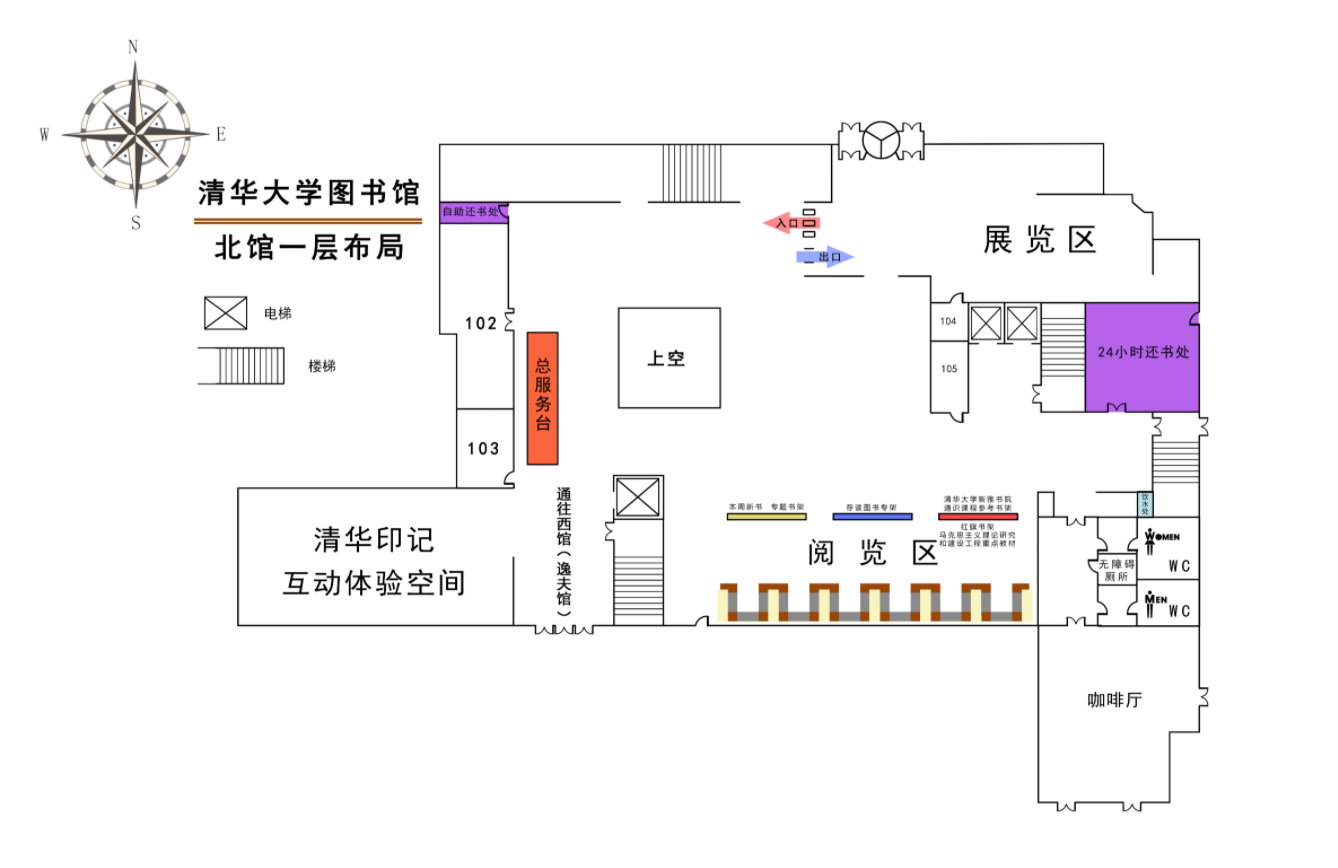 N
W
E
S
清华大学图书馆
北馆一层布局
电梯
楼梯
自助还书处
入口
出口
展览区
102
总服务台
上空
104
105
24小时还书处
103
清华印记
互动体验空间
通往西馆(逸夫馆)
本周新书 专题书架
荐读图书专架
清华大学新雅书院
通识课程参考书架
红旗书架
马克思主义理论研究
和建设工程重点教材
阅览区
饮水处
WOMEN
WC
无障碍
厕所
MEN
WC
咖啡厅